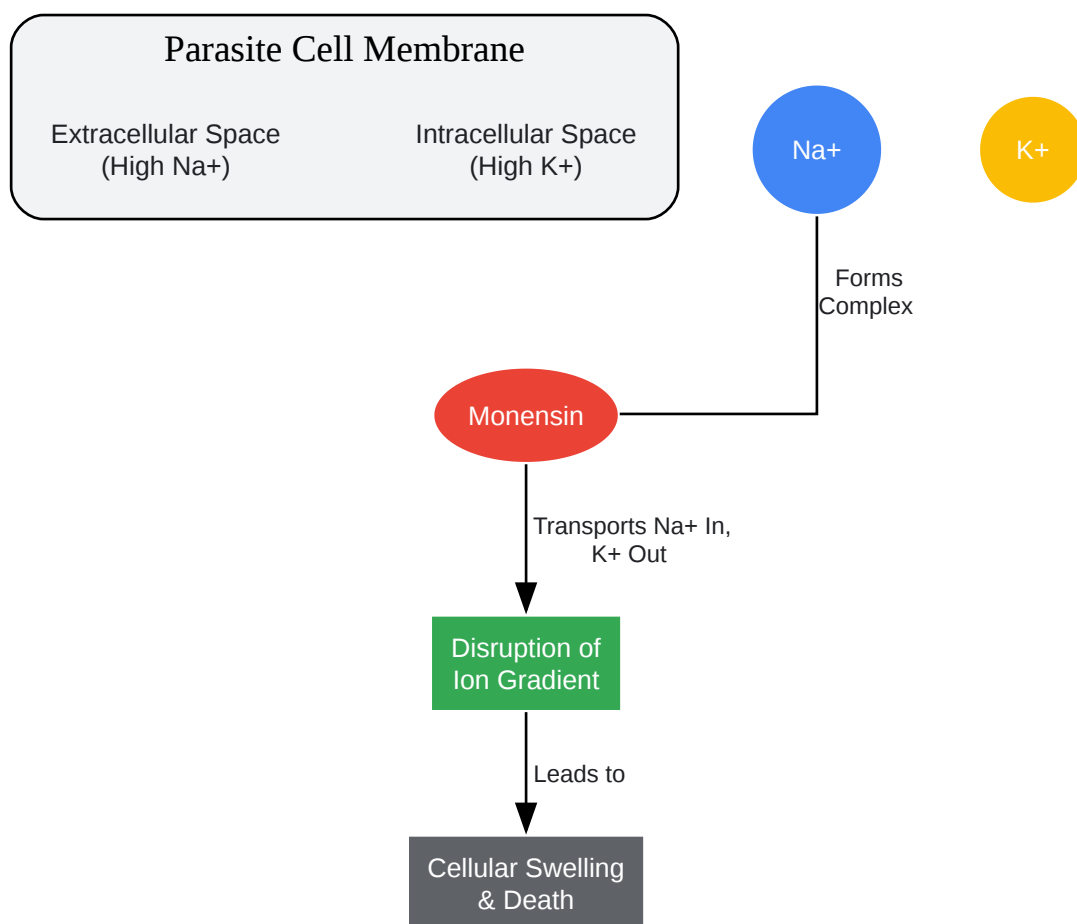 Parasite Cell Membrane
Extracellular Space
(High Na+)
Intracellular Space
(High K+)
Na+
K+
Forms
Complex
Monensin
Transports Na+ In,
K+ Out
Disruption of
Ion Gradient
Leads to
Cellular Swelling
& Death